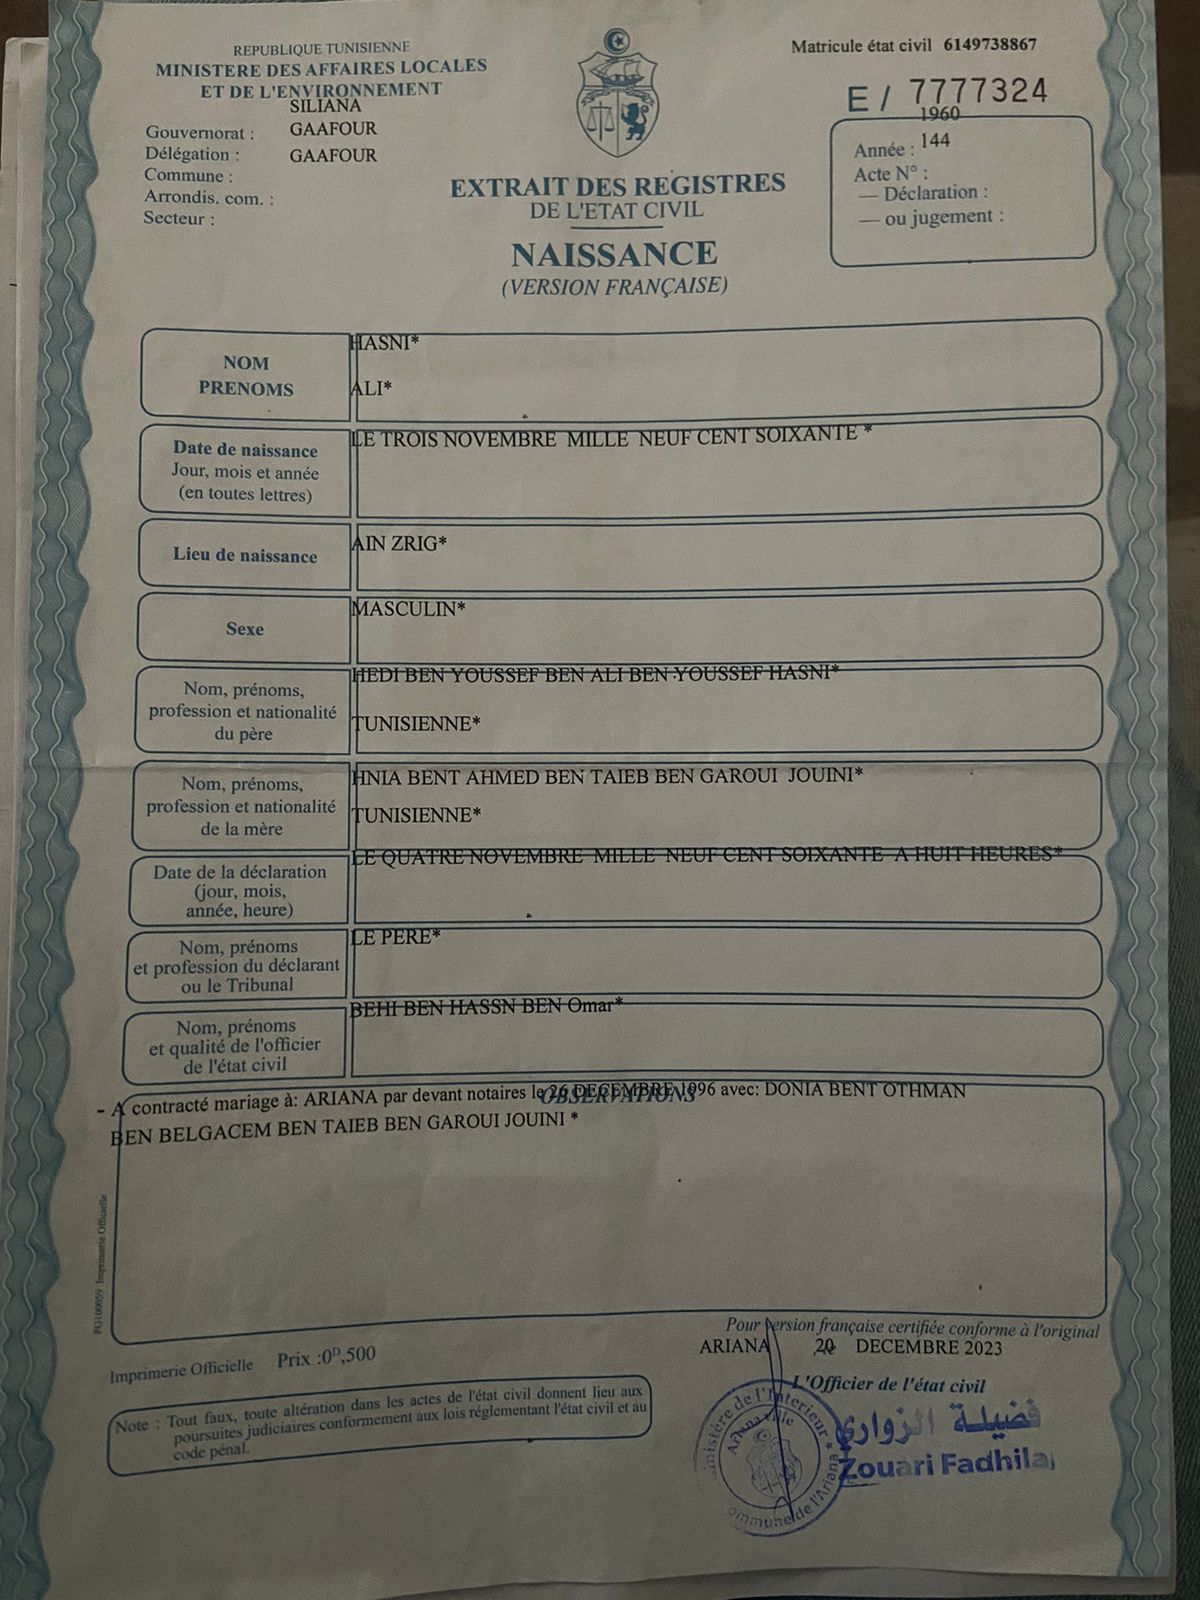 REPUBLIQUE TUNISIENNE
MINISTERE DES AFFAIRES LOCALES
ET DE L'ENVIRONNEMENT
SILIANA
Gouvernorat : GAAFOUR
Délégation : GAAFOUR
Commune :
Arrondis. com. :
Secteur :
Matricule état civil 6149738867
E / 7777324
1960
Année : 144
Acte N° :
— Déclaration :
— ou jugement :
EXTRAIT DES REGISTRES
DE L'ETAT CIVIL
NAISSANCE
(VERSION FRANÇAISE)
NOM
PRENOMS
HASNI*
ALI*
Date de naissance
Jour, mois et année
(en toutes lettres)
LE TROIS NOVEMBRE MILLE NEUF CENT SOIXANTE *
Lieu de naissance
AIN ZRIG*
Sexe
MASCULIN*
Nom, prénoms,
profession et nationalité
du père
HEDI BEN YOUSSEF BEN ALI BEN YOUSSEF HASNI*
TUNISIENNE*
Nom, prénoms,
profession et nationalité
de la mère
HNIA BENT AHMED BEN TAIEB BEN GAROUI JOUINI*
TUNISIENNE*
Date de la déclaration
(jour, mois,
année, heure)
LE QUATRE NOVEMBRE MILLE NEUF CENT SOIXANTE A HUIT HEURES*
Nom, prénoms
et profession du déclarant
ou le Tribunal
LE PERE*
Nom, prénoms
et qualité de l'officier
de l'état civil
BEHI BEN HASSN BEN Omar*
OBSERVATIONS
- A contracté mariage à: ARIANA par devant notaires le 26 DECEMBRE 1996 avec: DONIA BENT OTHMAN
BEN BELGACEM BEN TAIEB BEN GAROUI JOUINI *
Imprimerie Officielle
Imprimerie Officielle Prix :0ᴰ,500
Note : Tout faux, toute altération dans les actes de l'état civil donnent lieu aux
poursuites judiciaires conformement aux lois réglementant l'état civil et au
code pénal.
Pour version française certifiée conforme à l'original
ARIANA 20 DECEMBRE 2023
L'Officier de l'état civil
Ministère de l'Interieur
Ariana ville
Commune de l'Ariana
فضيلة الزواري
Zouari Fadhila